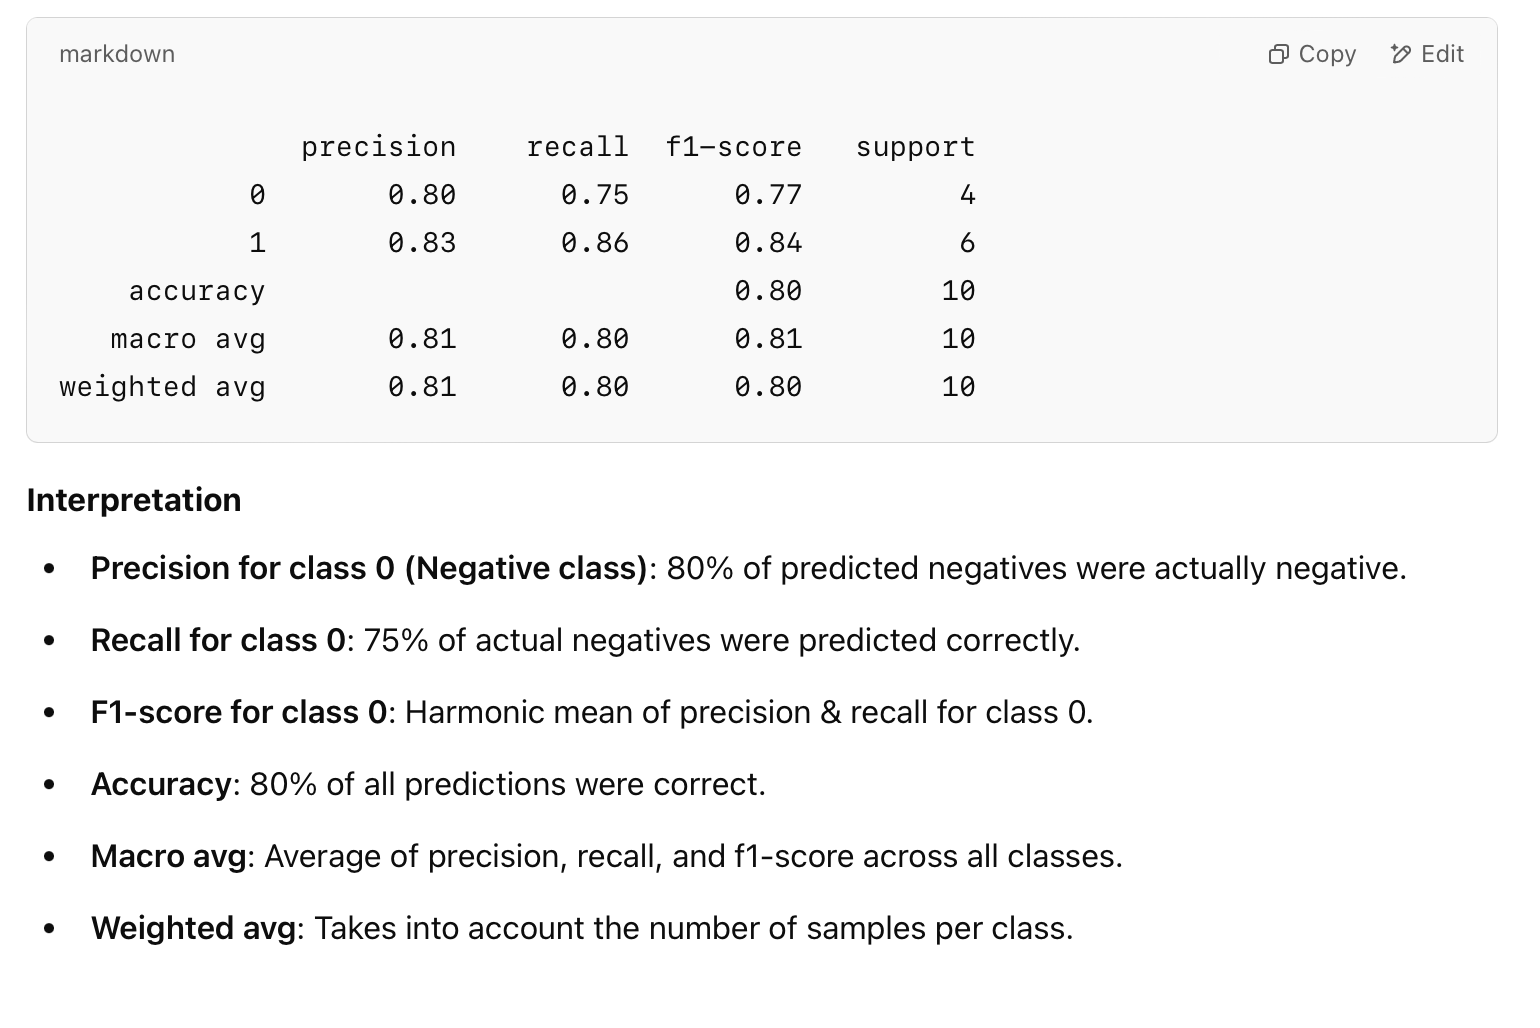 markdown
Copy
Edit
precision recall f1-score support
0 0.80 0.75 0.77 4
1 0.83 0.86 0.84 6
accuracy 0.80 10
macro avg 0.81 0.80 0.81 10
weighted avg 0.81 0.80 0.80 10
Interpretation
• Precision for class 0 (Negative class): 80% of predicted negatives were actually negative.
• Recall for class 0: 75% of actual negatives were predicted correctly.
• F1-score for class 0: Harmonic mean of precision & recall for class 0.
• Accuracy: 80% of all predictions were correct.
• Macro avg: Average of precision, recall, and f1-score across all classes.
• Weighted avg: Takes into account the number of samples per class.